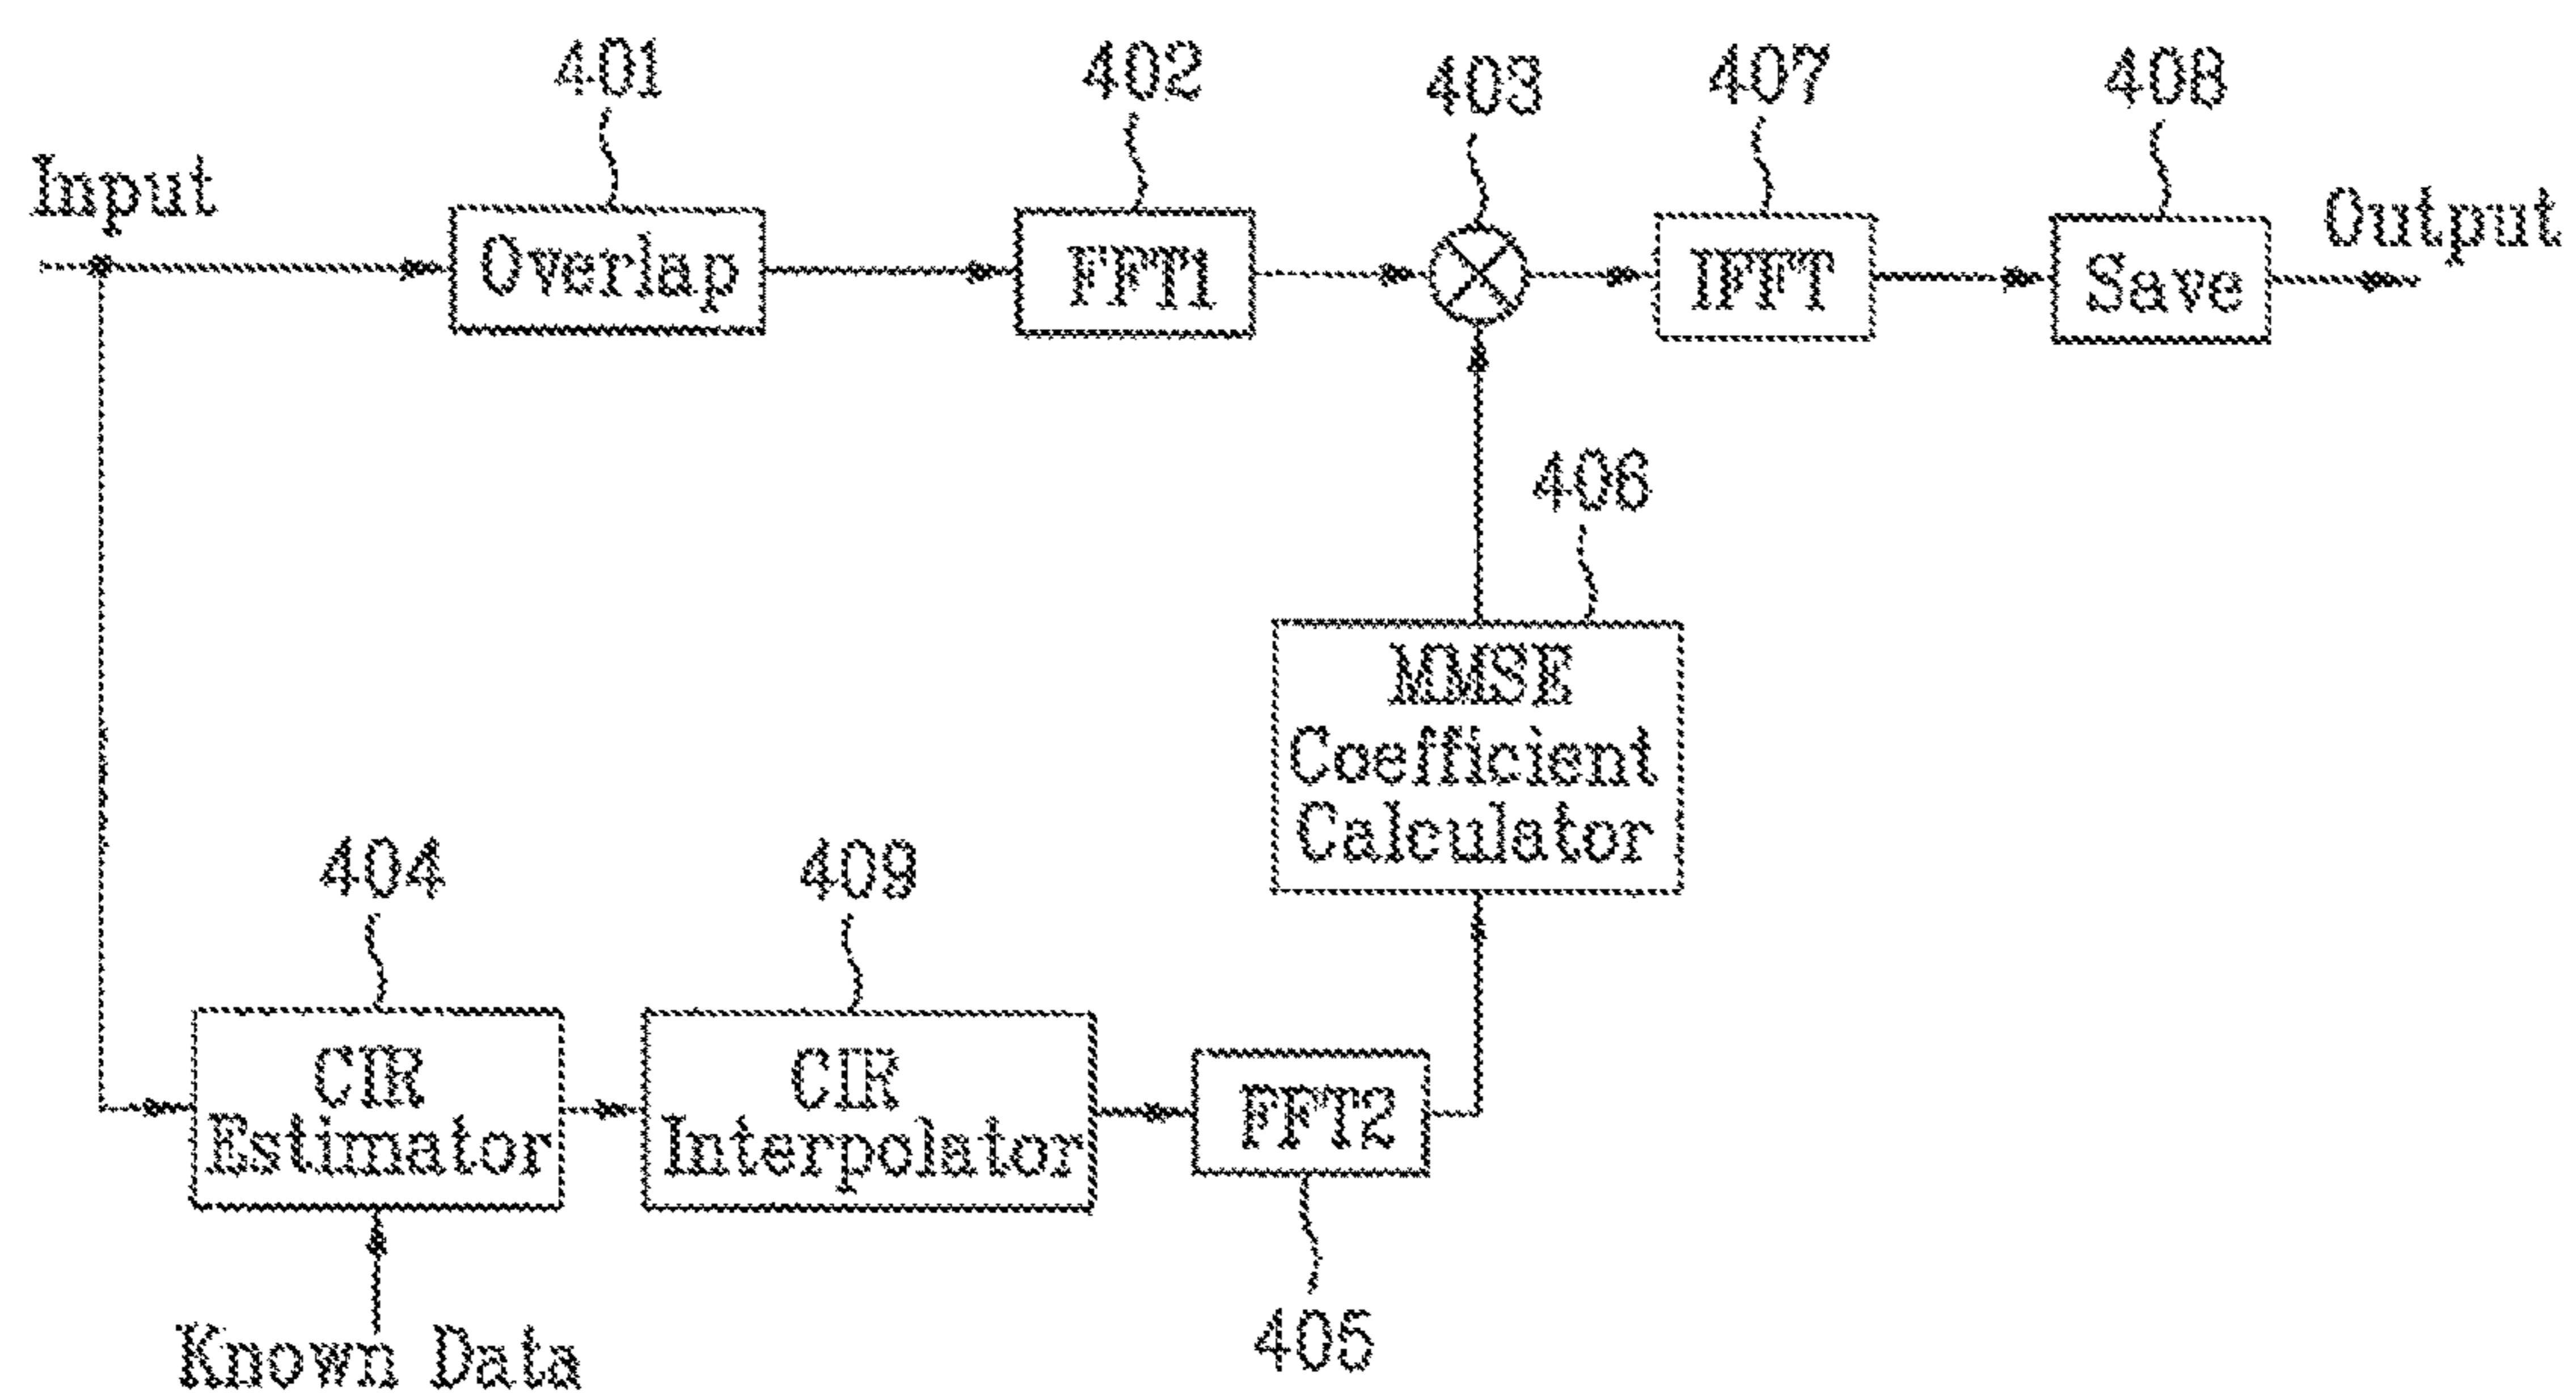 401
402
403
407
408
Input
Overlap
FFT1
IFFT
Save
Output
406
MMSE
Coefficient
Calculator
404
409
CIR
Estimator
CIR
Interpolator
FFT2
405
Known Data